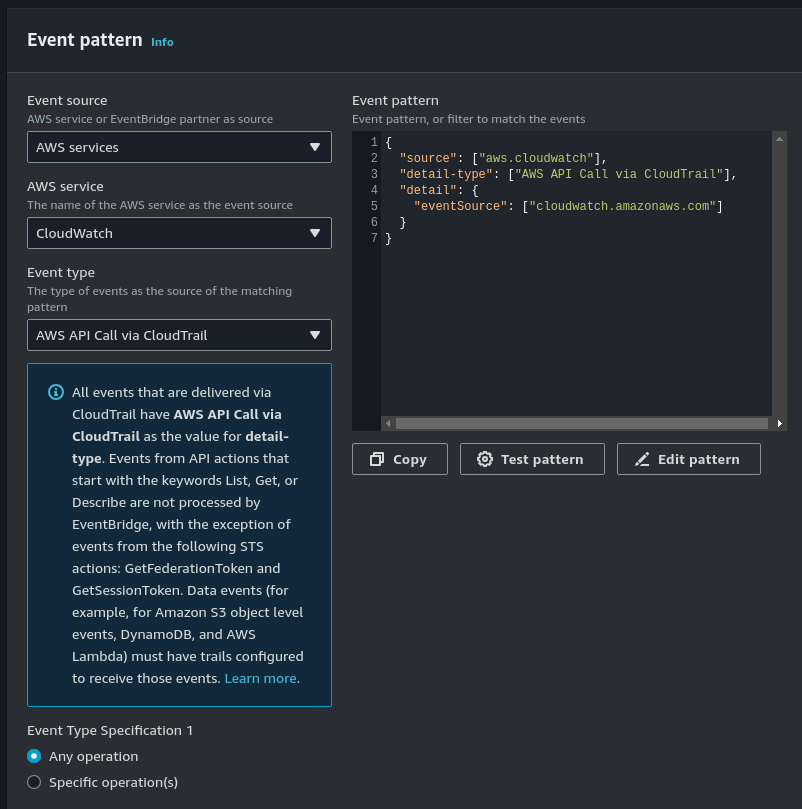 Event pattern Info
Event source
AWS service or EventBridge partner as source
AWS services
AWS service
The name of the AWS service as the event source
CloudWatch
Event type
The type of events as the source of the matching
pattern
AWS API Call via CloudTrail
All events that are delivered via
CloudTrail have AWS API Call via
CloudTrail as the value for detail-
type. Events from API actions that
start with the keywords List, Get, or
Describe are not processed by
EventBridge, with the exception of
events from the following STS
actions: GetFederationToken and
GetSessionToken. Data events (for
example, for Amazon S3 object level
events, DynamoDB, and AWS
Lambda) must have trails configured
to receive those events. Learn more.
Event Type Specification 1
Any operation
Specific operation(s)
Event pattern
Event pattern, or filter to match the events
1 {
2   "source": ["aws.cloudwatch"],
3   "detail-type": ["AWS API Call via CloudTrail"],
4   "detail": {
5     "eventSource": ["cloudwatch.amazonaws.com"]
6   }
7 }
Copy
Test pattern
Edit pattern